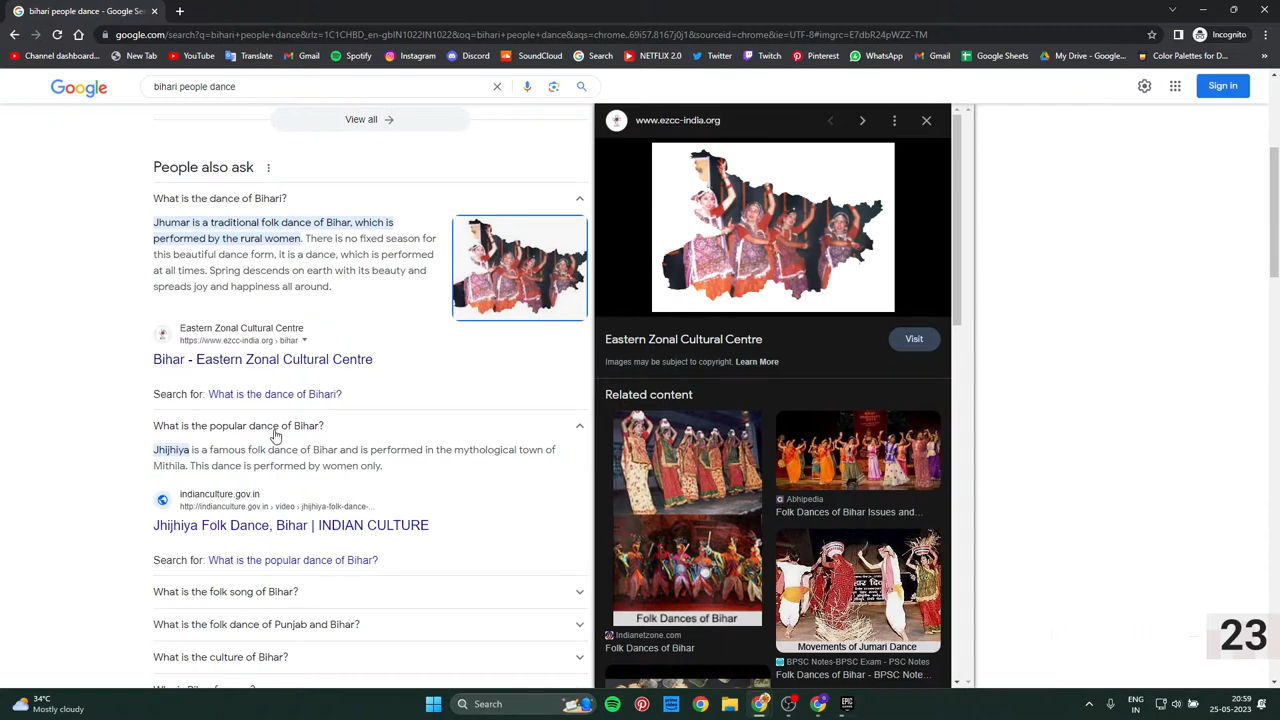 bihari people dance - Google Se
google.com/search?q=bihari+people+dance&rlz=1C1CHBD_en-gbIN1022IN1022&oq=bihari+people+dance&aqs=chrome..69i57.8167j0j1&sourceid=chrome&ie=UTF-8#imgrc=E7dbR24pWZZ-TM
Incognito
Channel dashboard...
New Tab
Gmail
Spotify
Instagram
Discord
SoundCloud
Search
NETFLIX 2.0
Twitter
Twitch
WhatsApp
Gmail
Google Sheets
My Drive - Google...
Color Palettes for D...
Google
bihari people dance
Sign in
View all
People also ask
What is the dance of Bihari?
Jhumar is a traditional folk dance of Bihar, which is
performed by the rural women. There is no fixed season for
this beautiful dance form, it is a dance, which is performed
at all times. Spring descends on earth with its beauty and
spreads joy and happiness all around.
Eastern Zonal Cultural Centre
https://www.ezcc-india.org › bihar
Bihar - Eastern Zonal Cultural Centre
Search for: What is the dance of Bihari?
What is the popular dance of Bihar?
Jhijhiya is a famous folk dance of Bihar and is performed in the mythological town of
Mithila. This dance is performed by women only.
indianculture.gov.in
http://indianculture.gov.in › video › jhijhiya-folk-dance-...
Jhijhiya Folk Dance, Bihar | INDIAN CULTURE
Search for: What is the popular dance of Bihar?
What is the folk song of Bihar?
What is the folk dance of Punjab and Bihar?
What is the culture of Bihar?
www.ezcc-india.org
Eastern Zonal Cultural Centre
Visit
Images may be subject to copyright. Learn More
Related content
Folk Dances of Bihar
Indianetzone.com
Folk Dances of Bihar
Abhipedia
Folk Dances of Bihar Issues and...
Movements of Jumari Dance
BPSC Notes-BPSC Exam - PSC Notes
Folk Dances of Bihar - BPSC Note...
23
34°C
Mostly cloudy
Search
EPIC
GAMES
ENG
IN
20:59
25-05-2023